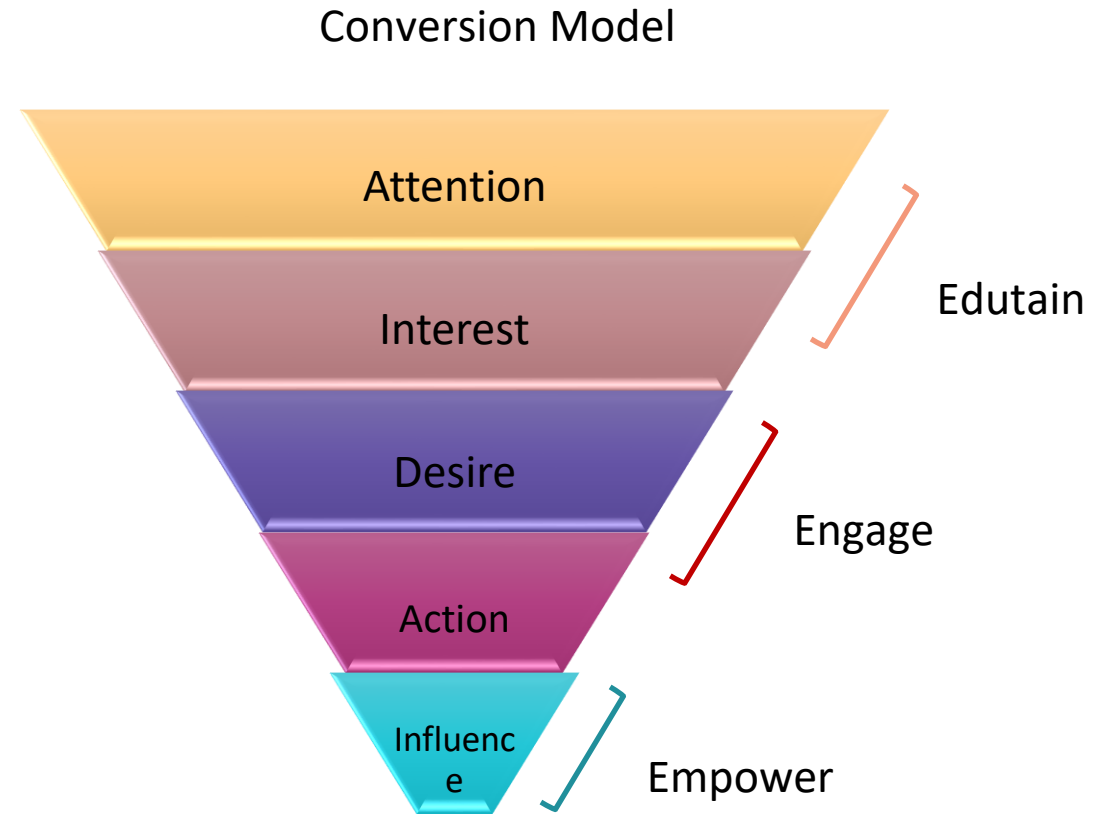 Conversion Model
Attention
Edutain
Interest
Desire
Engage
Action
Influenc
e
Empower